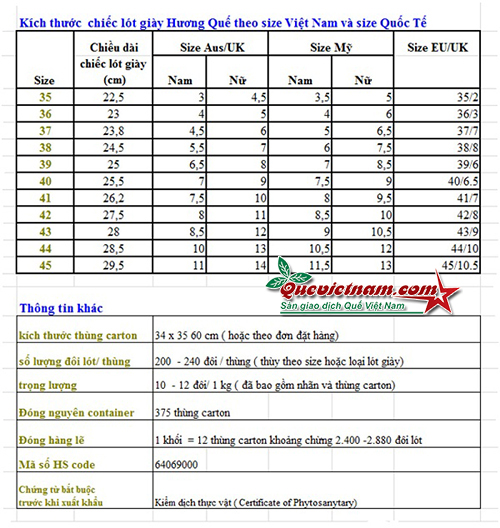 Kích thước chiếc lót giày Hương Quế theo size Việt Nam và size Quốc Tế
Size Chiều dài chiếc lót giày (cm) Size Aus/UK Size Mỹ Size EU/UK
Nam Nữ Nam Nữ
35 22,5 3 4,5 3,5 5 35/2
36 23 4 5 4 6 36/3
37 23,8 4,5 6 5 6,5 37/7
38 24,5 5,5 7 6 7,5 38/8
39 25 6,5 8 7 8,5 39/6
40 25,5 7 9 7,5 9 40/6.5
41 26,2 7,5 10 8 9,5 41/7
42 27,5 8 11 8,5 10 42/8
43 28 8,5 12 9 10,5 43/9
44 28,5 10 13 10,5 12 44/10
45 29,5 11 14 11,5 13 45/10.5
Quevietnam.com
Sàn giao dịch Quế Việt Nam
Thông tin khác
kích thước thùng carton 34 x 35 60 cm ( hoặc theo đơn đặt hàng)
số lượng đôi lót/ thùng 200 - 240 đôi / thùng ( thùy theo size hoặc loại lót giày)
trọng lượng 10 - 12 đôi/ 1 kg ( đã bao gồm nhãn và thùng carton)
Đóng nguyên container 375 thùng carton
Đóng hàng lẻ 1 khối = 12 thùng carton khoảng chừng 2.400 -2.880 đôi lót
Mã số HS code 64069000
Chứng từ bắt buộc
trước khi xuất khẩu Kiểm dịch thực vật ( Certificate of Phytosanytary)